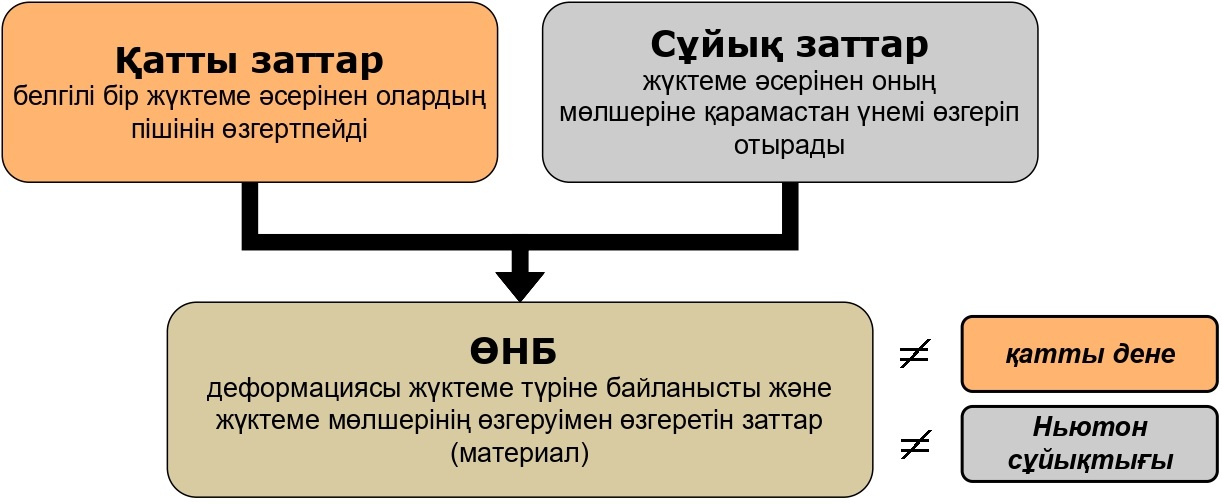 Қатты заттар
белгілі бір жүктеме әсерінен олардың
пішінін өзгертпейді
Сұйық заттар
жүктеме әсерінен оның
мөлшеріне қарамастан үнемі өзгеріп
отырады
ӨНБ
деформациясы жүктеме түріне байланысты және
жүктеме мөлшерінің өзгеруімен өзгеретін заттар
(материал)
≠
қатты дене
≠
Ньютон
сұйықтығы